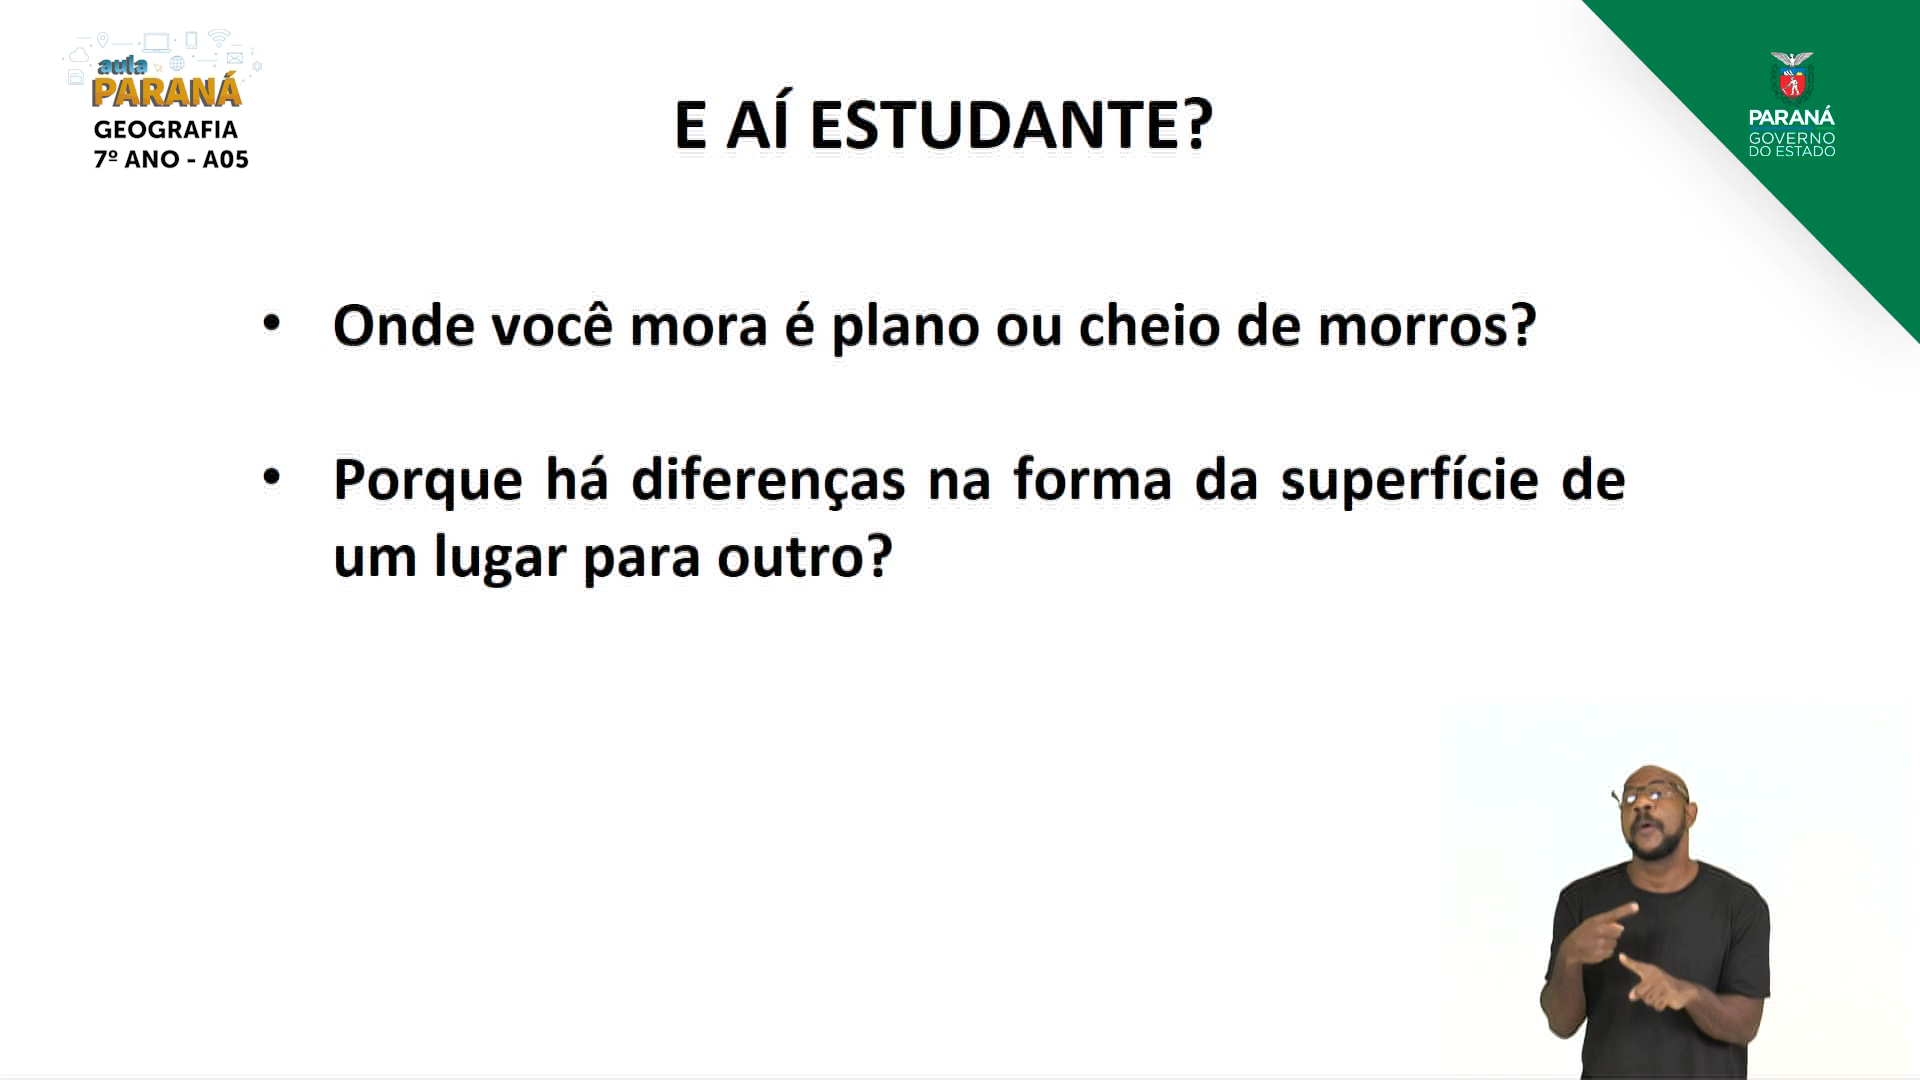 aula
PARANÁ
GEOGRAFIA
7º ANO - A05
E AÍ ESTUDANTE?
PARANÁ
GOVERNO
DO ESTADO
• Onde você mora é plano ou cheio de morros?
• Porque há diferenças na forma da superfície de
um lugar para outro?